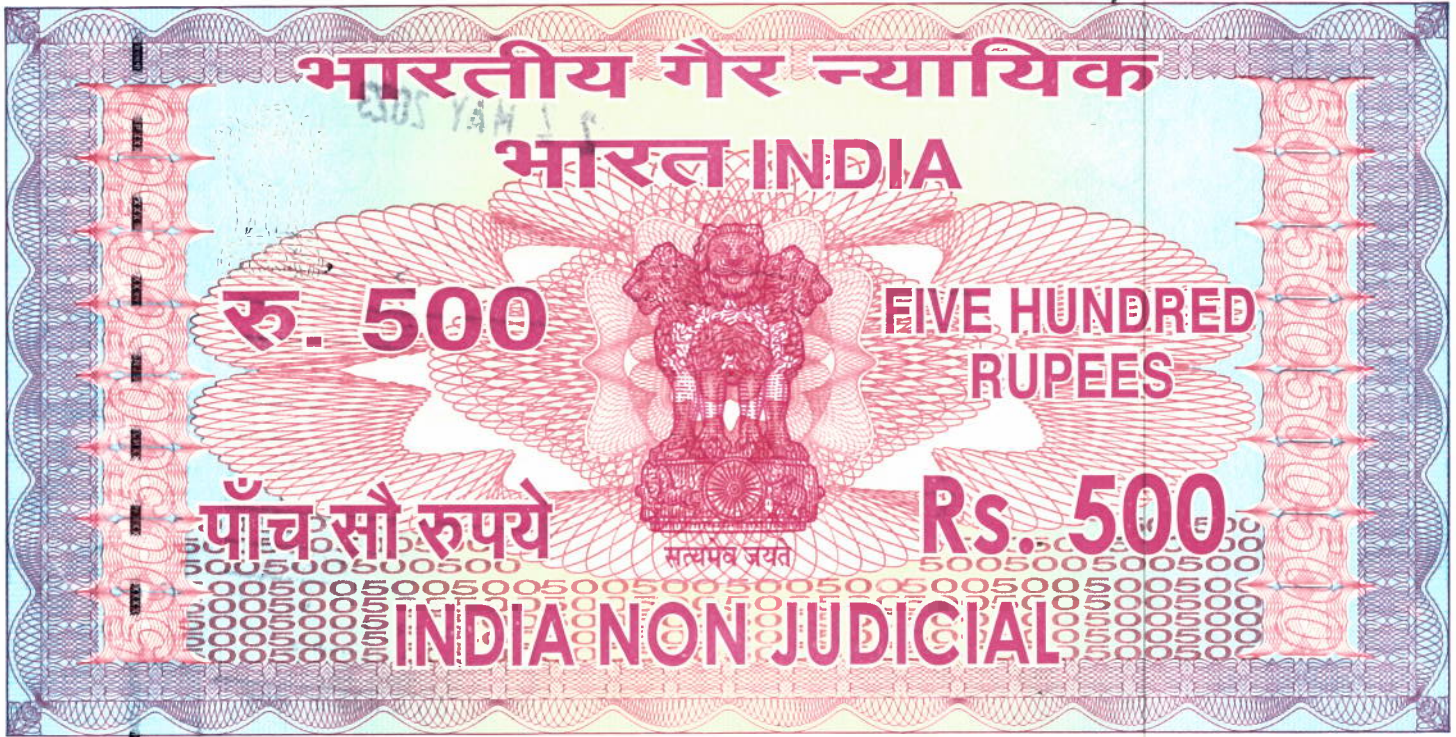 भारतीय गैर न्यायिक
भारत INDIA
रु. 500
FIVE HUNDRED
RUPEES
पाँच सौ रुपये
Rs. 500
सत्यमेव जयते
INDIA NON JUDICIAL